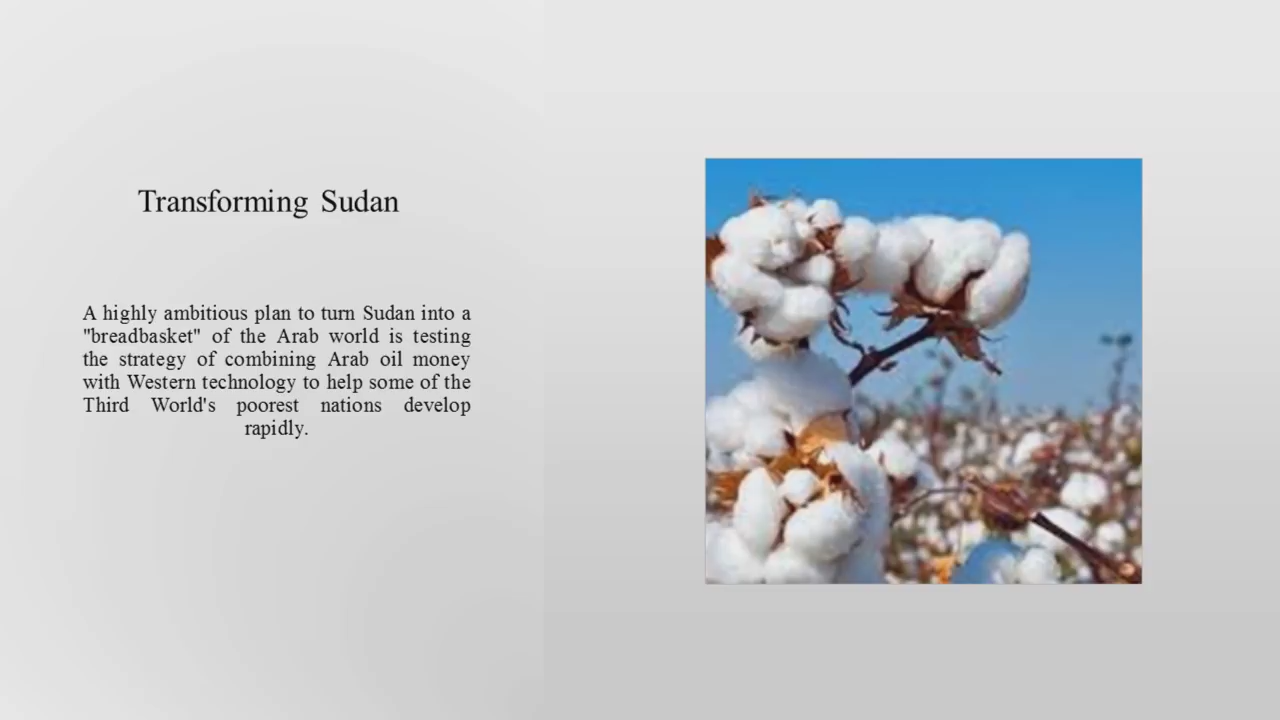 Transforming Sudan
A highly ambitious plan to turn Sudan into a
"breadbasket" of the Arab world is testing
the strategy of combining Arab oil money
with Western technology to help some of the
Third World's poorest nations develop
rapidly.